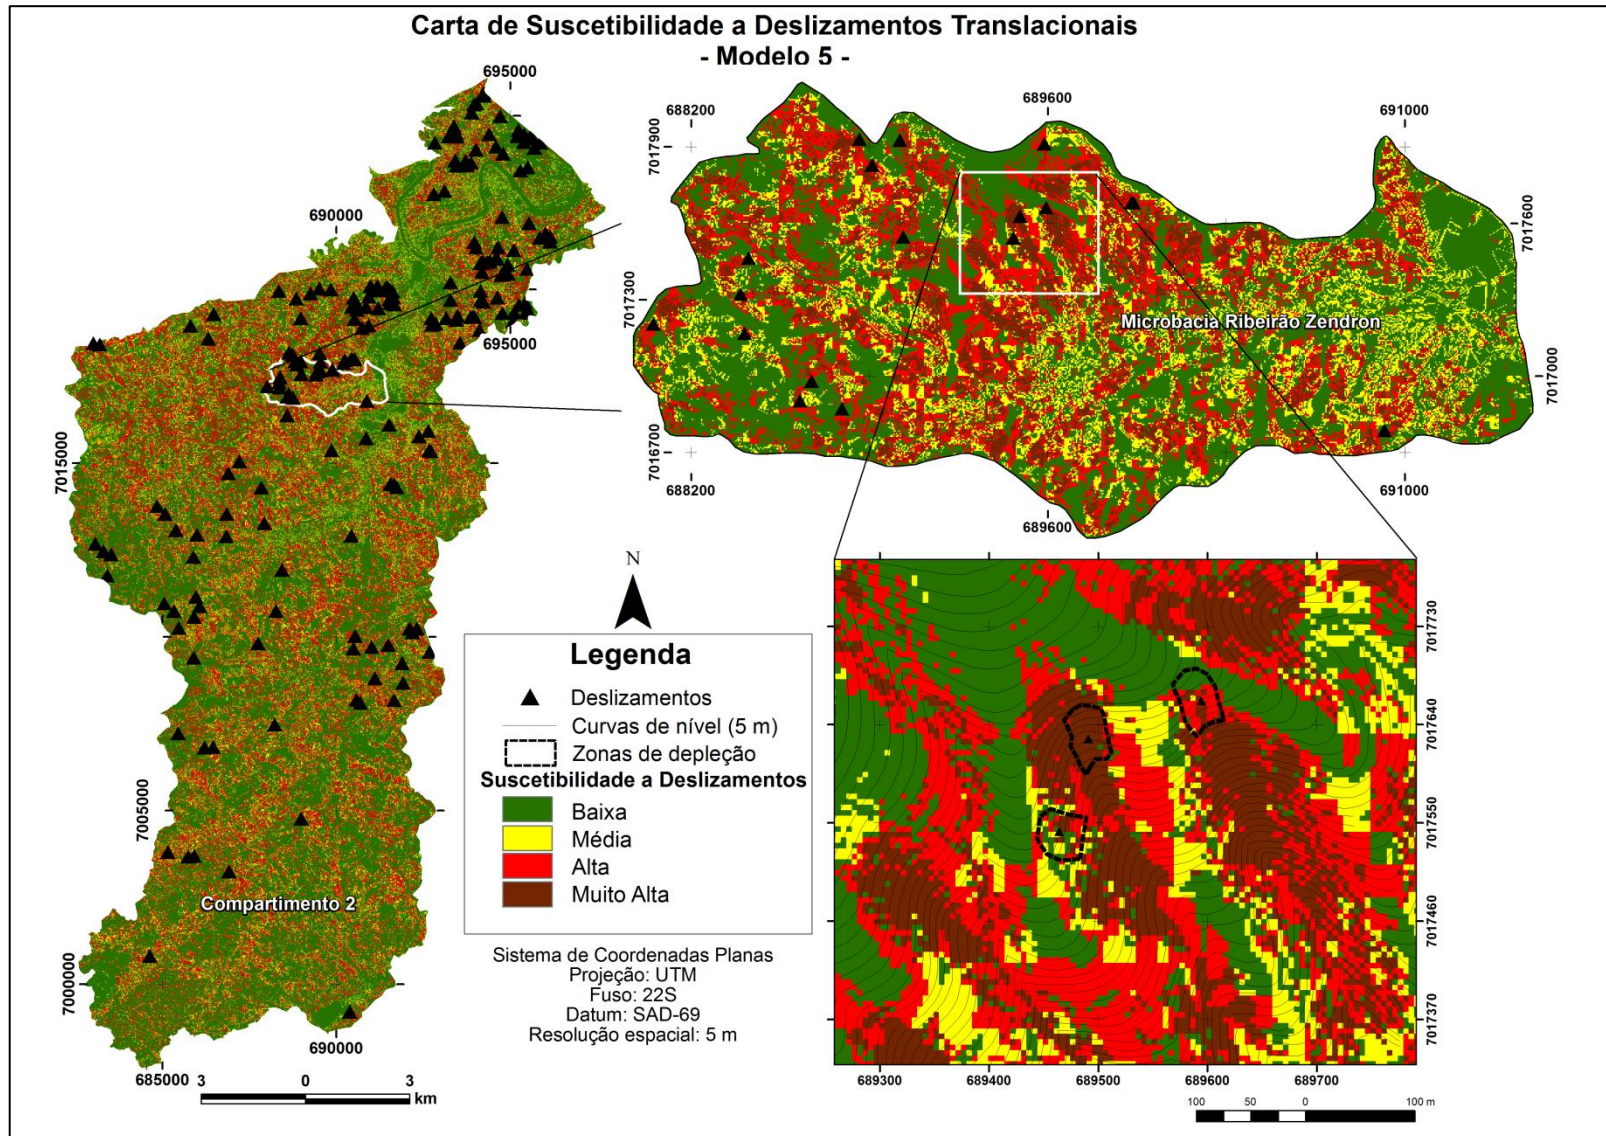 Carta de Suscetibilidade a Deslizamentos Translacionais
- Modelo 5 -
695000
690000
695000
7015000
7005000
7000000
690000
685000
Compartimento 2
3 0 3
km
688200
689600
691000
7017900
7017600
7017300
7017000
7016700
688200
689600
691000
Microbacia Ribeirão Zendron
N
Legenda
Deslizamentos
Curvas de nível (5 m)
Zonas de depleção
Suscetibilidade a Deslizamentos
Baixa
Média
Alta
Muito Alta
Sistema de Coordenadas Planas
Projeção: UTM
Fuso: 22S
Datum: SAD-69
Resolução espacial: 5 m
7017730
7017640
7017550
7017460
7017370
689300 689400 689500 689600 689700
100 50 0 100 m